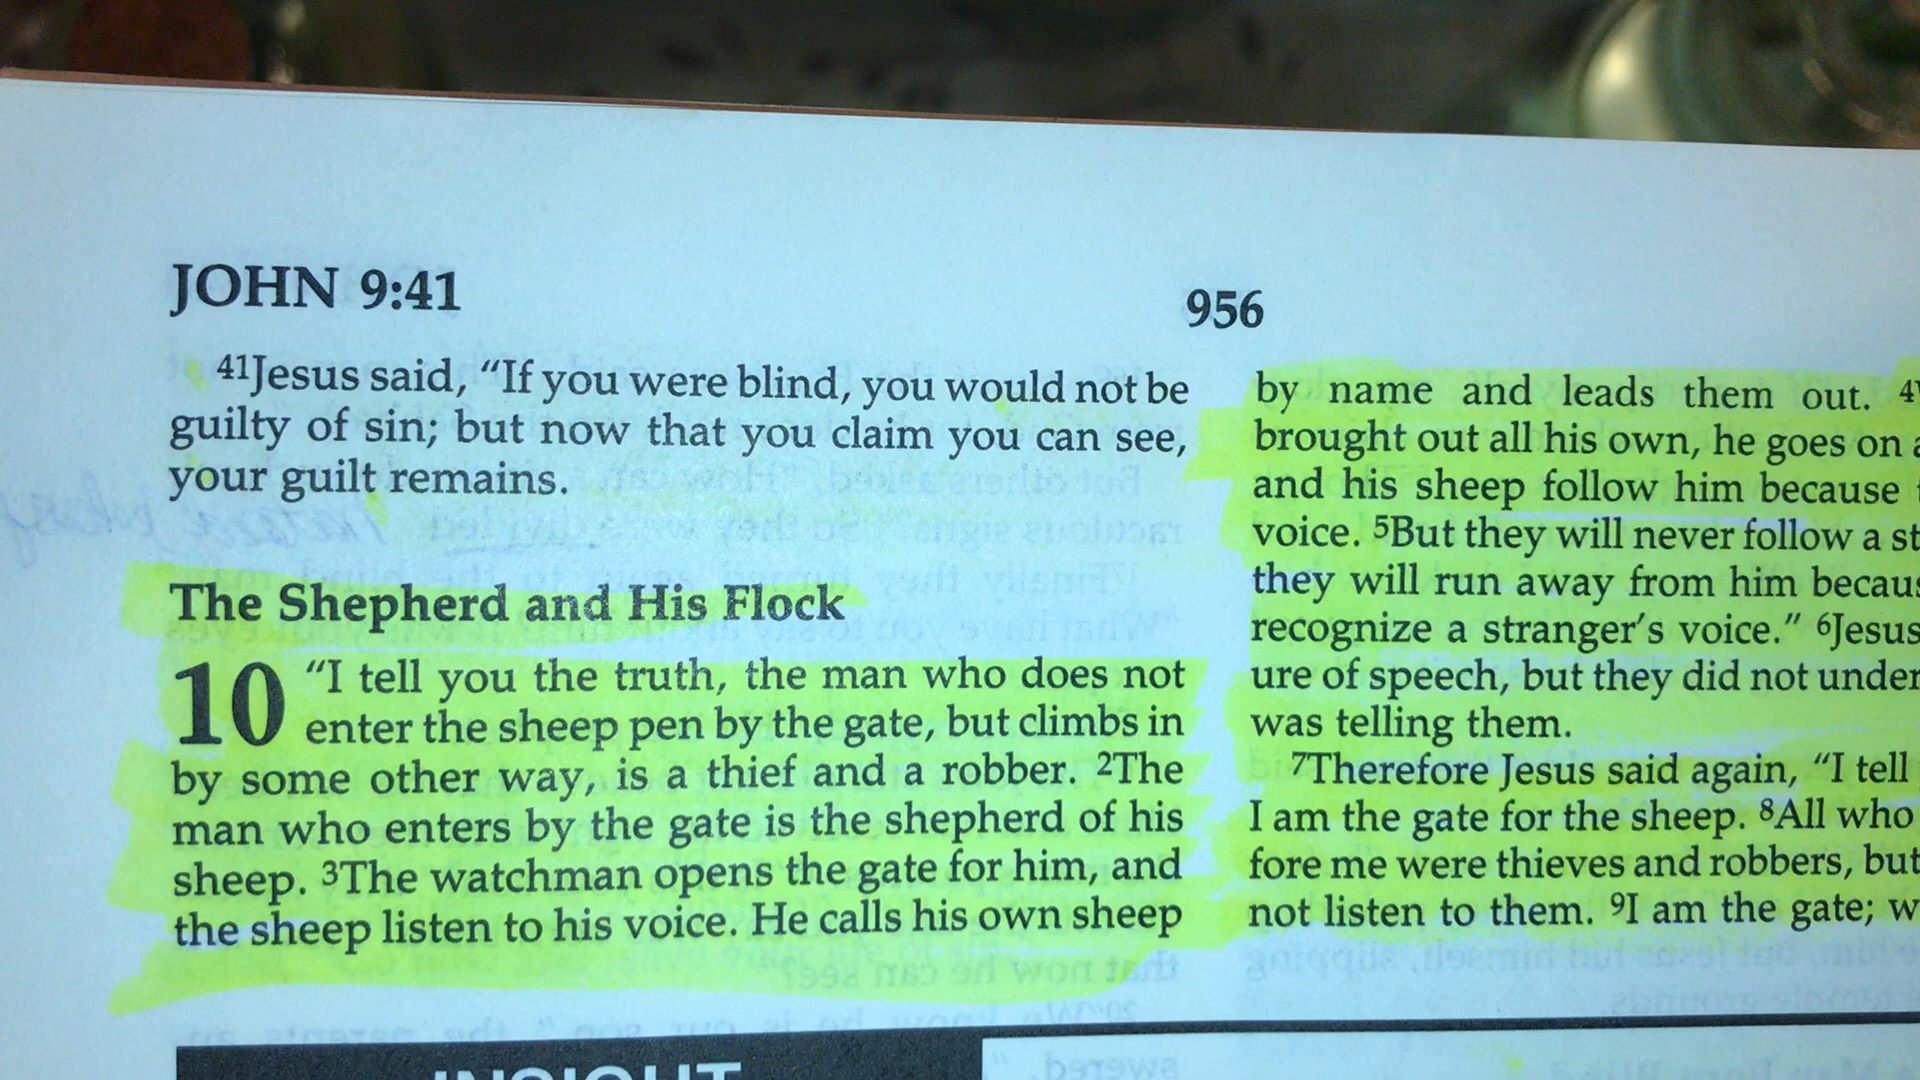 JOHN 9:41
956
41Jesus said, “If you were blind, you would not be
guilty of sin; but now that you claim you can see,
your guilt remains.
The Shepherd and His Flock
10 “I tell you the truth, the man who does not
enter the sheep pen by the gate, but climbs in
by some other way, is a thief and a robber. 2The
man who enters by the gate is the shepherd of his
sheep. 3The watchman opens the gate for him, and
the sheep listen to his voice. He calls his own sheep
by name and leads them out. 4
brought out all his own, he goes on
and his sheep follow him because
voice. 5But they will never follow a st
they will run away from him becaus
recognize a stranger’s voice.” 6Jesus
ure of speech, but they did not under
was telling them.
7Therefore Jesus said again, “I tell
I am the gate for the sheep. 8All who
fore me were thieves and robbers, but
not listen to them. 9I am the gate; w
INSIGHT